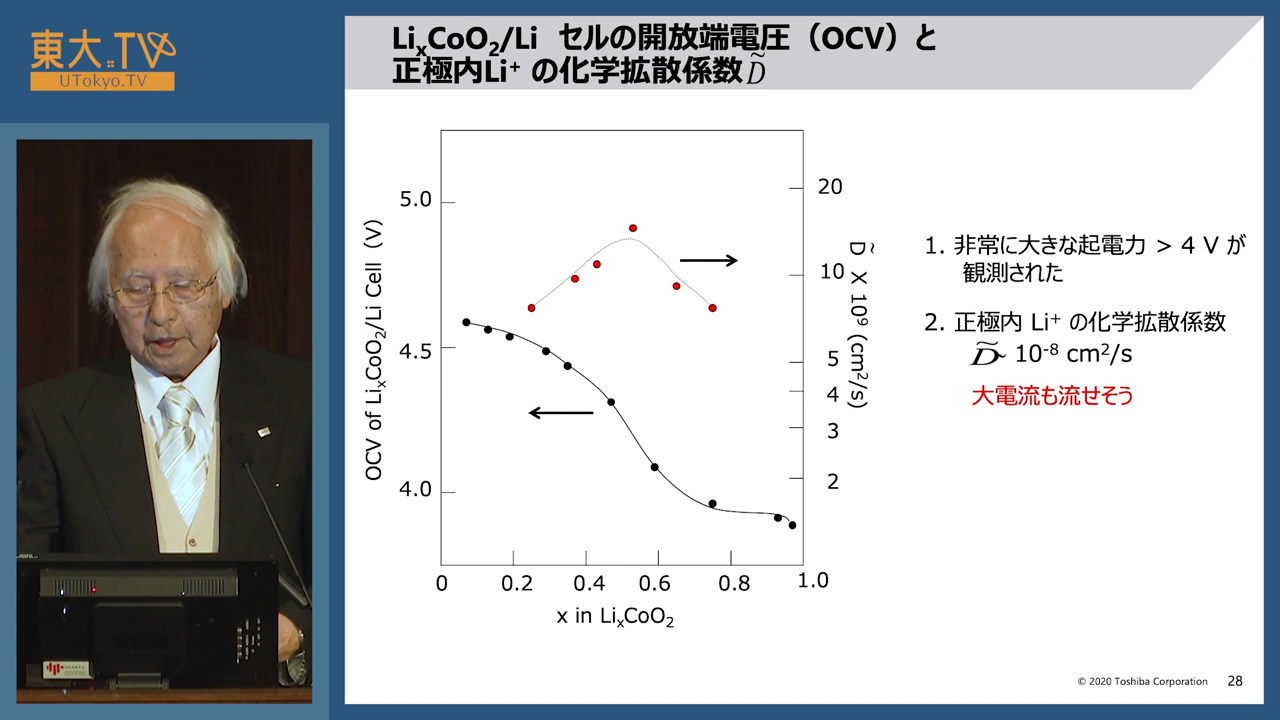 東大.TV
UTokyo.TV
LixCoO2/Li セルの開放端電圧（OCV）と
正極内Li+ の化学拡散係数 D̃
5.0
4.5
4.0
OCV of LixCoO2/Li Cell (V)
20
10
5
4
3
2
D̃ X 10⁹ (cm²/s)
0 0.2 0.4 0.6 0.8 1.0
x in LixCoO2
1. 非常に大きな起電力 > 4 V が
観測された
2. 正極内 Li+ の化学拡散係数
D̃~ 10-8 cm2/s
大電流も流せそう
© 2020 Toshiba Corporation 28